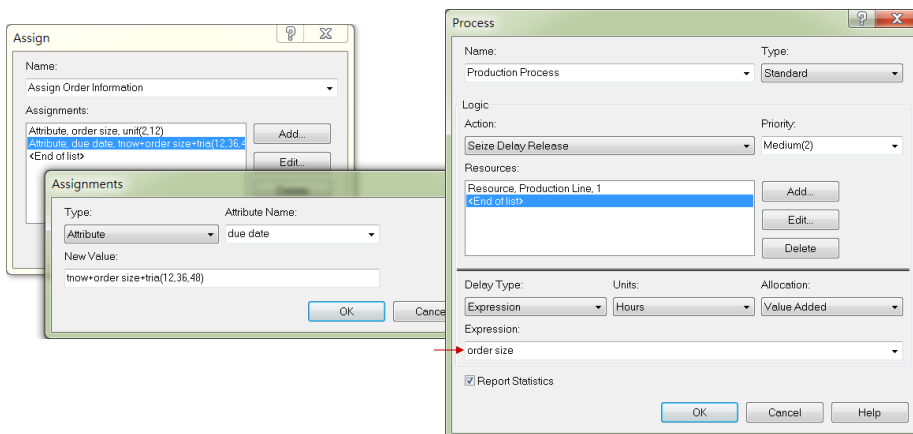 Assign
Name:
Assign Order Information
Assignments:
Attribute, order size, unif(2,12)
Attribute, due date, tnow+order size+tria(12,36,4
<End of list>
Add...
Edit...
Assignments
Type:
Attribute Name:
Attribute
due date
New Value:
tnow+order size+tria(12,36,48)
OK
Cance
Process
Name:
Type:
Production Process
Standard
Logic
Action:
Priority:
Seize Delay Release
Medium(2)
Resources:
Resource, Production Line, 1
<End of list>
Add...
Edit...
Delete
Delay Type:
Units:
Allocation:
Expression
Hours
Value Added
Expression:
order size
Report Statistics
OK
Cancel
Help